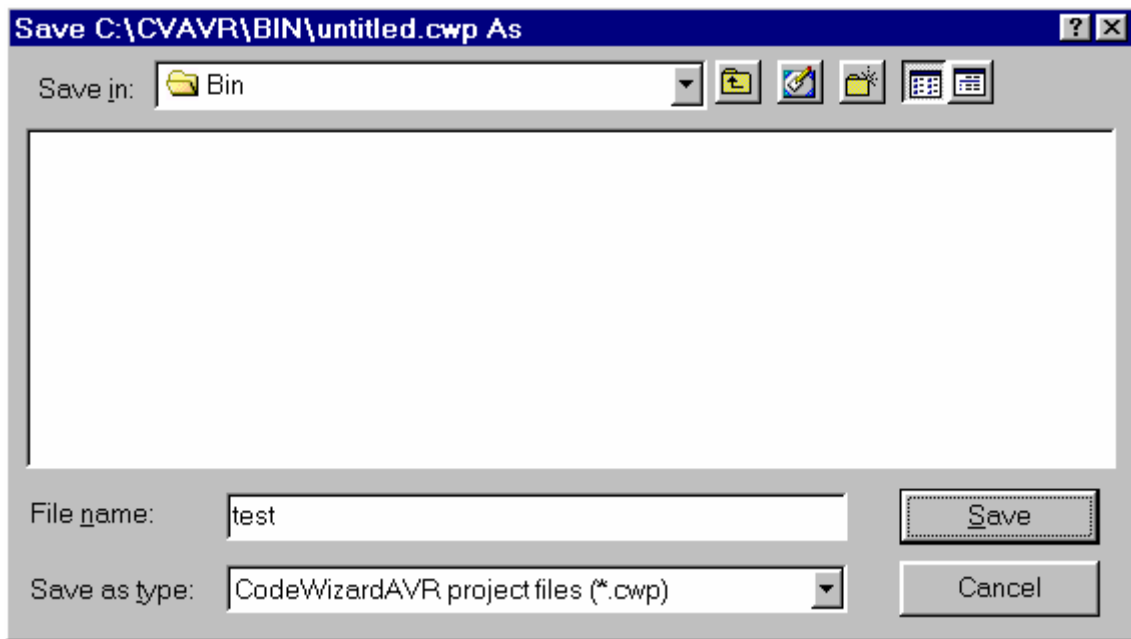 Save C:\CVAVR\BIN\untitled.cwp As
Save in: Bin
File name: test Save
Save as type: CodeWizardAVR project files (*.cwp) Cancel